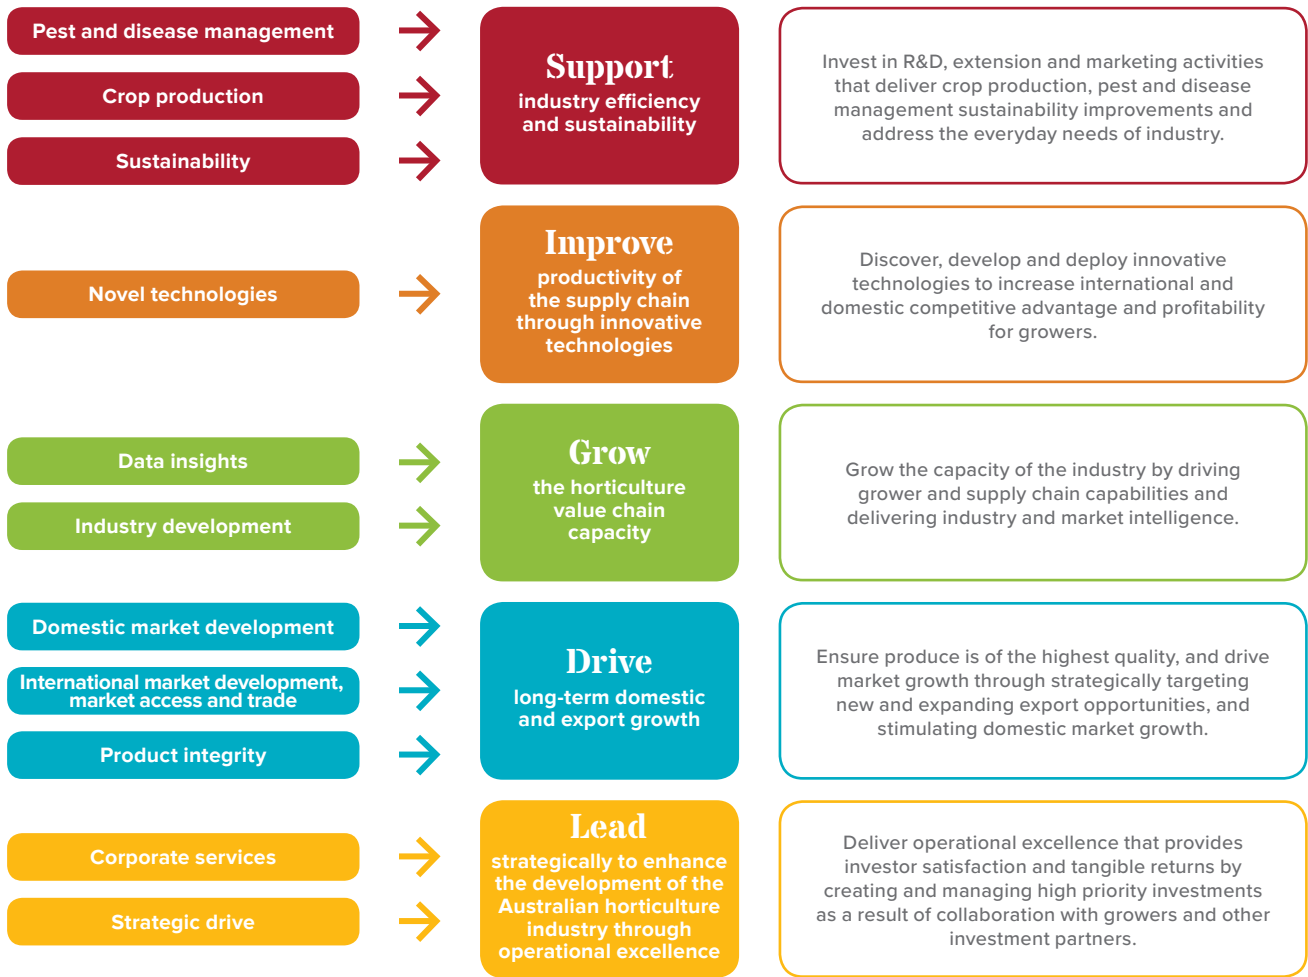 Pest and disease management
Crop production
Sustainability
Support
industry efficiency
and sustainability
Invest in R&D, extension and marketing activities
that deliver crop production, pest and disease
management sustainability improvements and
address the everyday needs of industry.
Novel technologies
Improve
productivity of
the supply chain
through innovative
technologies
Discover, develop and deploy innovative
technologies to increase international and
domestic competitive advantage and profitability
for growers.
Data insights
Industry development
Grow
the horticulture
value chain
capacity
Grow the capacity of the industry by driving
grower and supply chain capabilities and
delivering industry and market intelligence.
Domestic market development
International market development,
market access and trade
Product integrity
Drive
long-term domestic
and export growth
Ensure produce is of the highest quality, and drive
market growth through strategically targeting
new and expanding export opportunities, and
stimulating domestic market growth.
Corporate services
Strategic drive
Lead
strategically to enhance
the development of the
Australian horticulture
industry through
operational excellence
Deliver operational excellence that provides
investor satisfaction and tangible returns by
creating and managing high priority investments
as a result of collaboration with growers and other
investment partners.